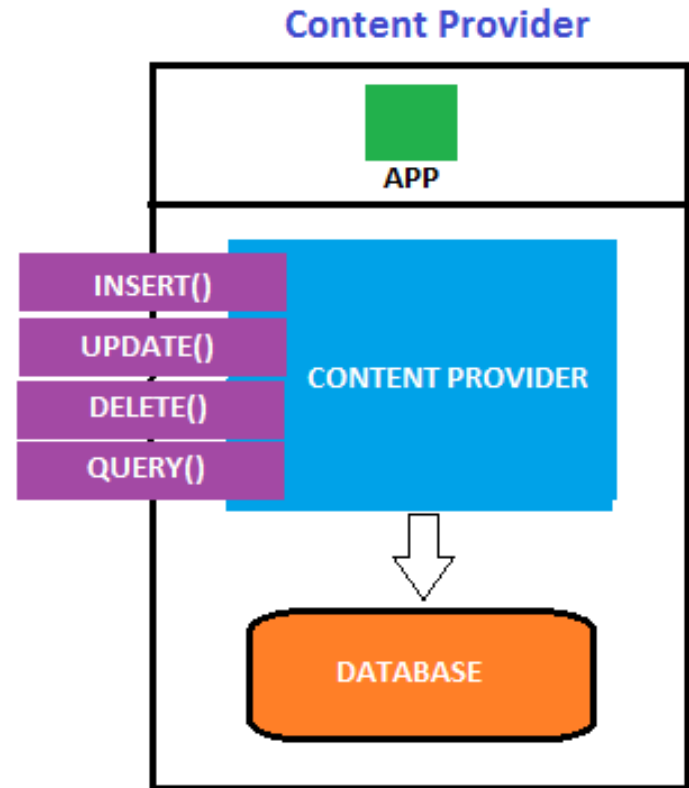 Content Provider
APP
INSERT()
UPDATE()
CONTENT PROVIDER
DELETE()
QUERY()
DATABASE